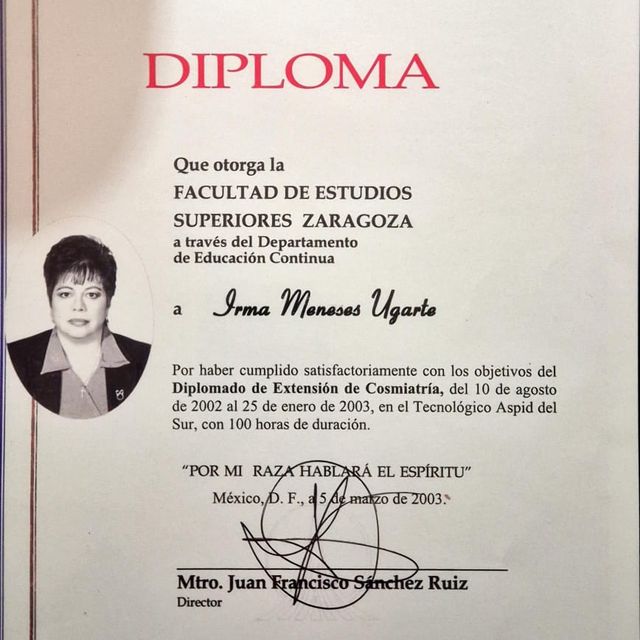 DIPLOMA
Que otorga la
FACULTAD DE ESTUDIOS
SUPERIORES ZARAGOZA
a través del Departamento
de Educación Continua
a Irma Meneses Ugarte
Por haber cumplido satisfactoriamente con los objetivos del
Diplomado de Extensión de Cosmiatría, del 10 de agosto
de 2002 al 25 de enero de 2003, en el Tecnológico Aspid del
Sur, con 100 horas de duración.
“POR MI RAZA HABLARÁ EL ESPÍRITU”
México, D. F., a 5 de marzo de 2003.
Mtro. Juan Francisco Sánchez Ruiz
Director